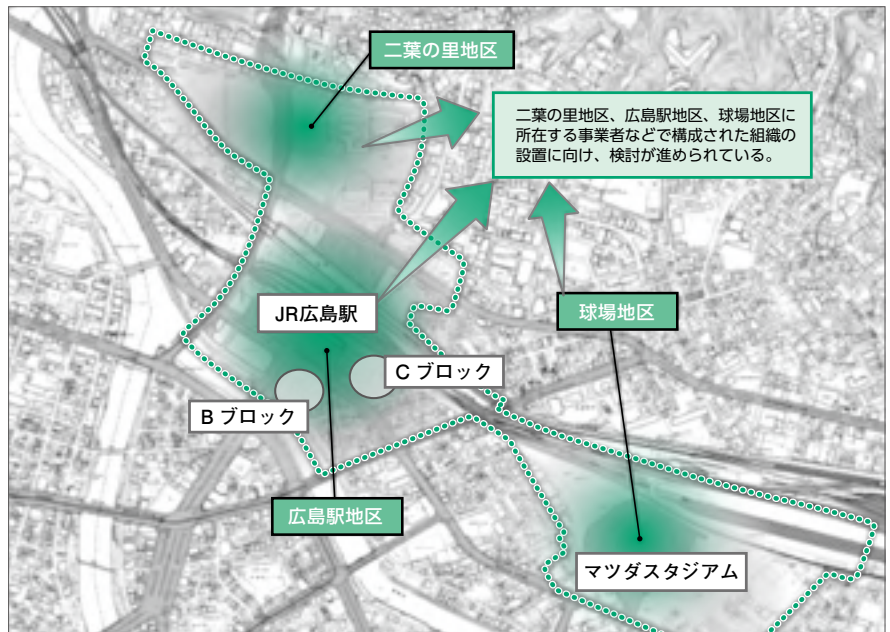 二葉の里地区
二葉の里地区、広島駅地区、球場地区に
所在する事業者などで構成された組織の
設置に向け、検討が進められている。
JR広島駅
球場地区
C ブロック
B ブロック
広島駅地区
マツダスタジアム